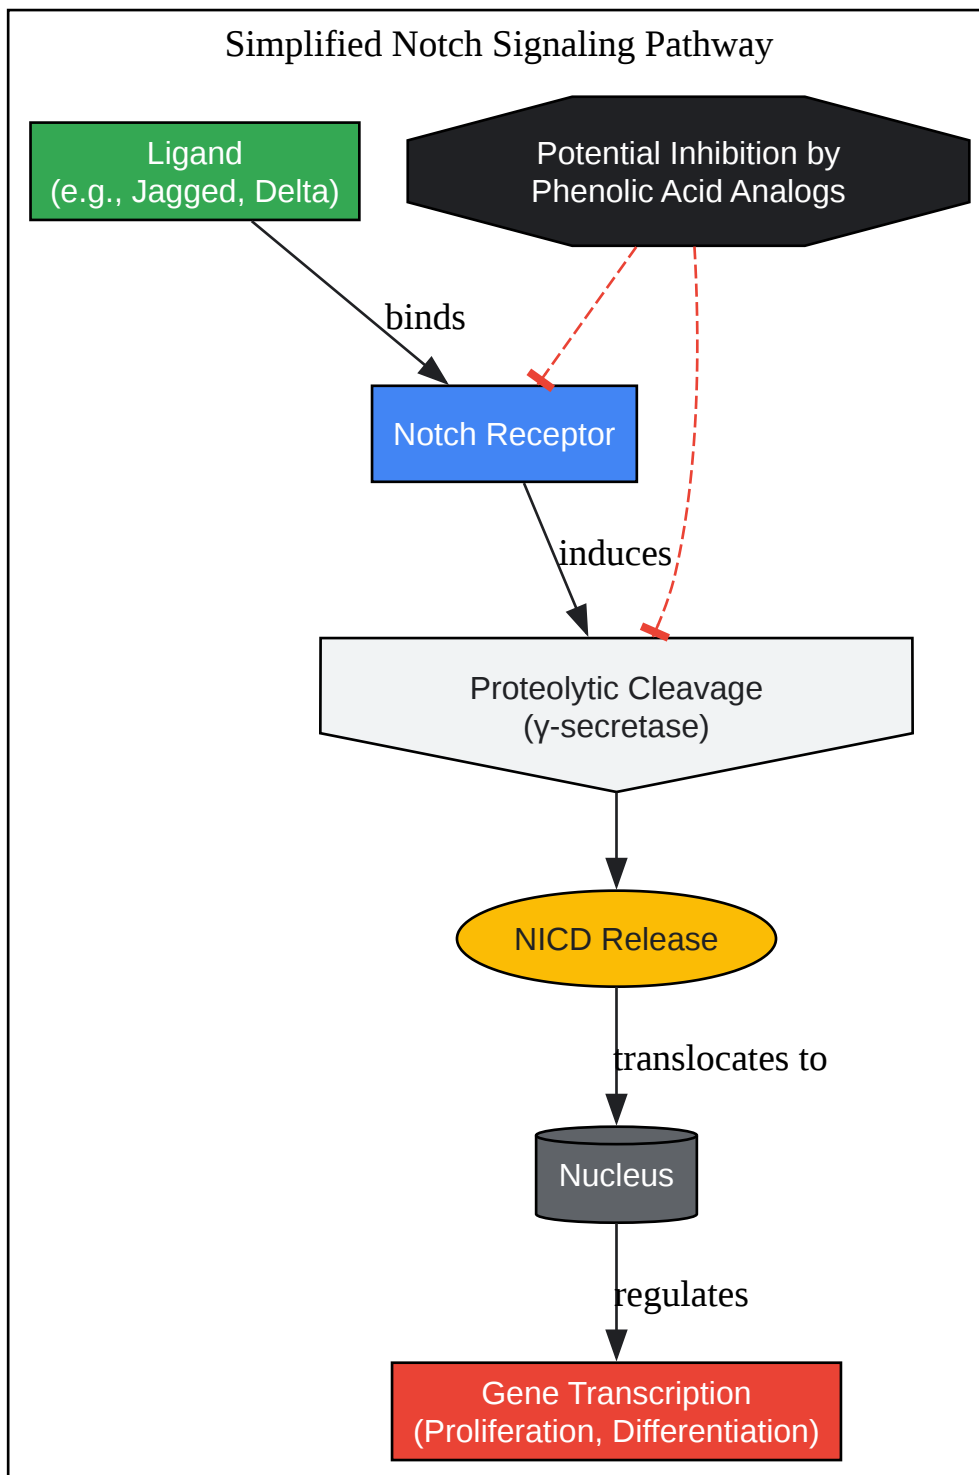 Simplified Notch Signaling Pathway
Ligand
(e.g., Jagged, Delta)
Potential Inhibition by
Phenolic Acid Analogs
binds
Notch Receptor
induces
Proteolytic Cleavage
(γ-secretase)
NICD Release
translocates to
Nucleus
regulates
Gene Transcription
(Proliferation, Differentiation)